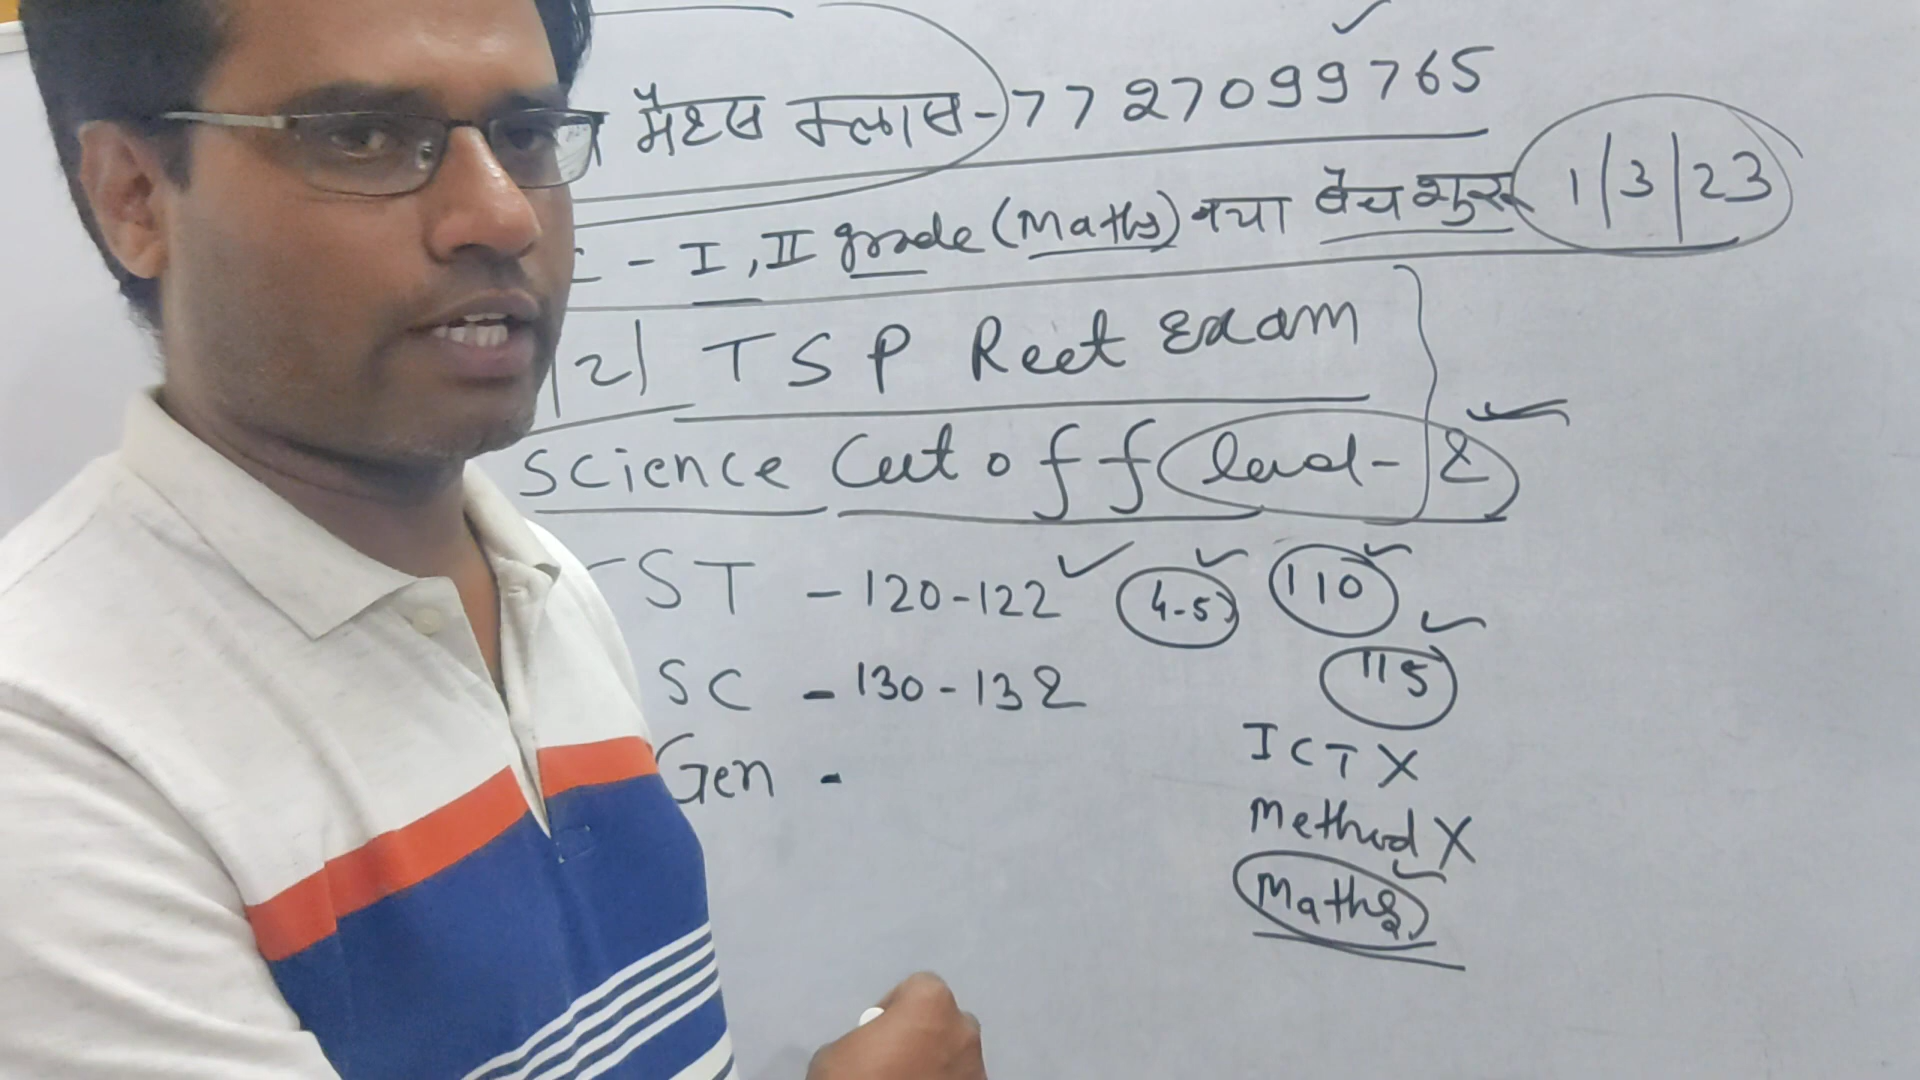 मैथ्स क्लास-7727099765
- I, II grade (Maths) नया बैच शुरू 1/3/23
(2) TSP Reet Exam
Science Cut off level-2
ST - 120-122 4-5 110
115
SC - 130-132
ICT X
Gen -
Method X
Maths